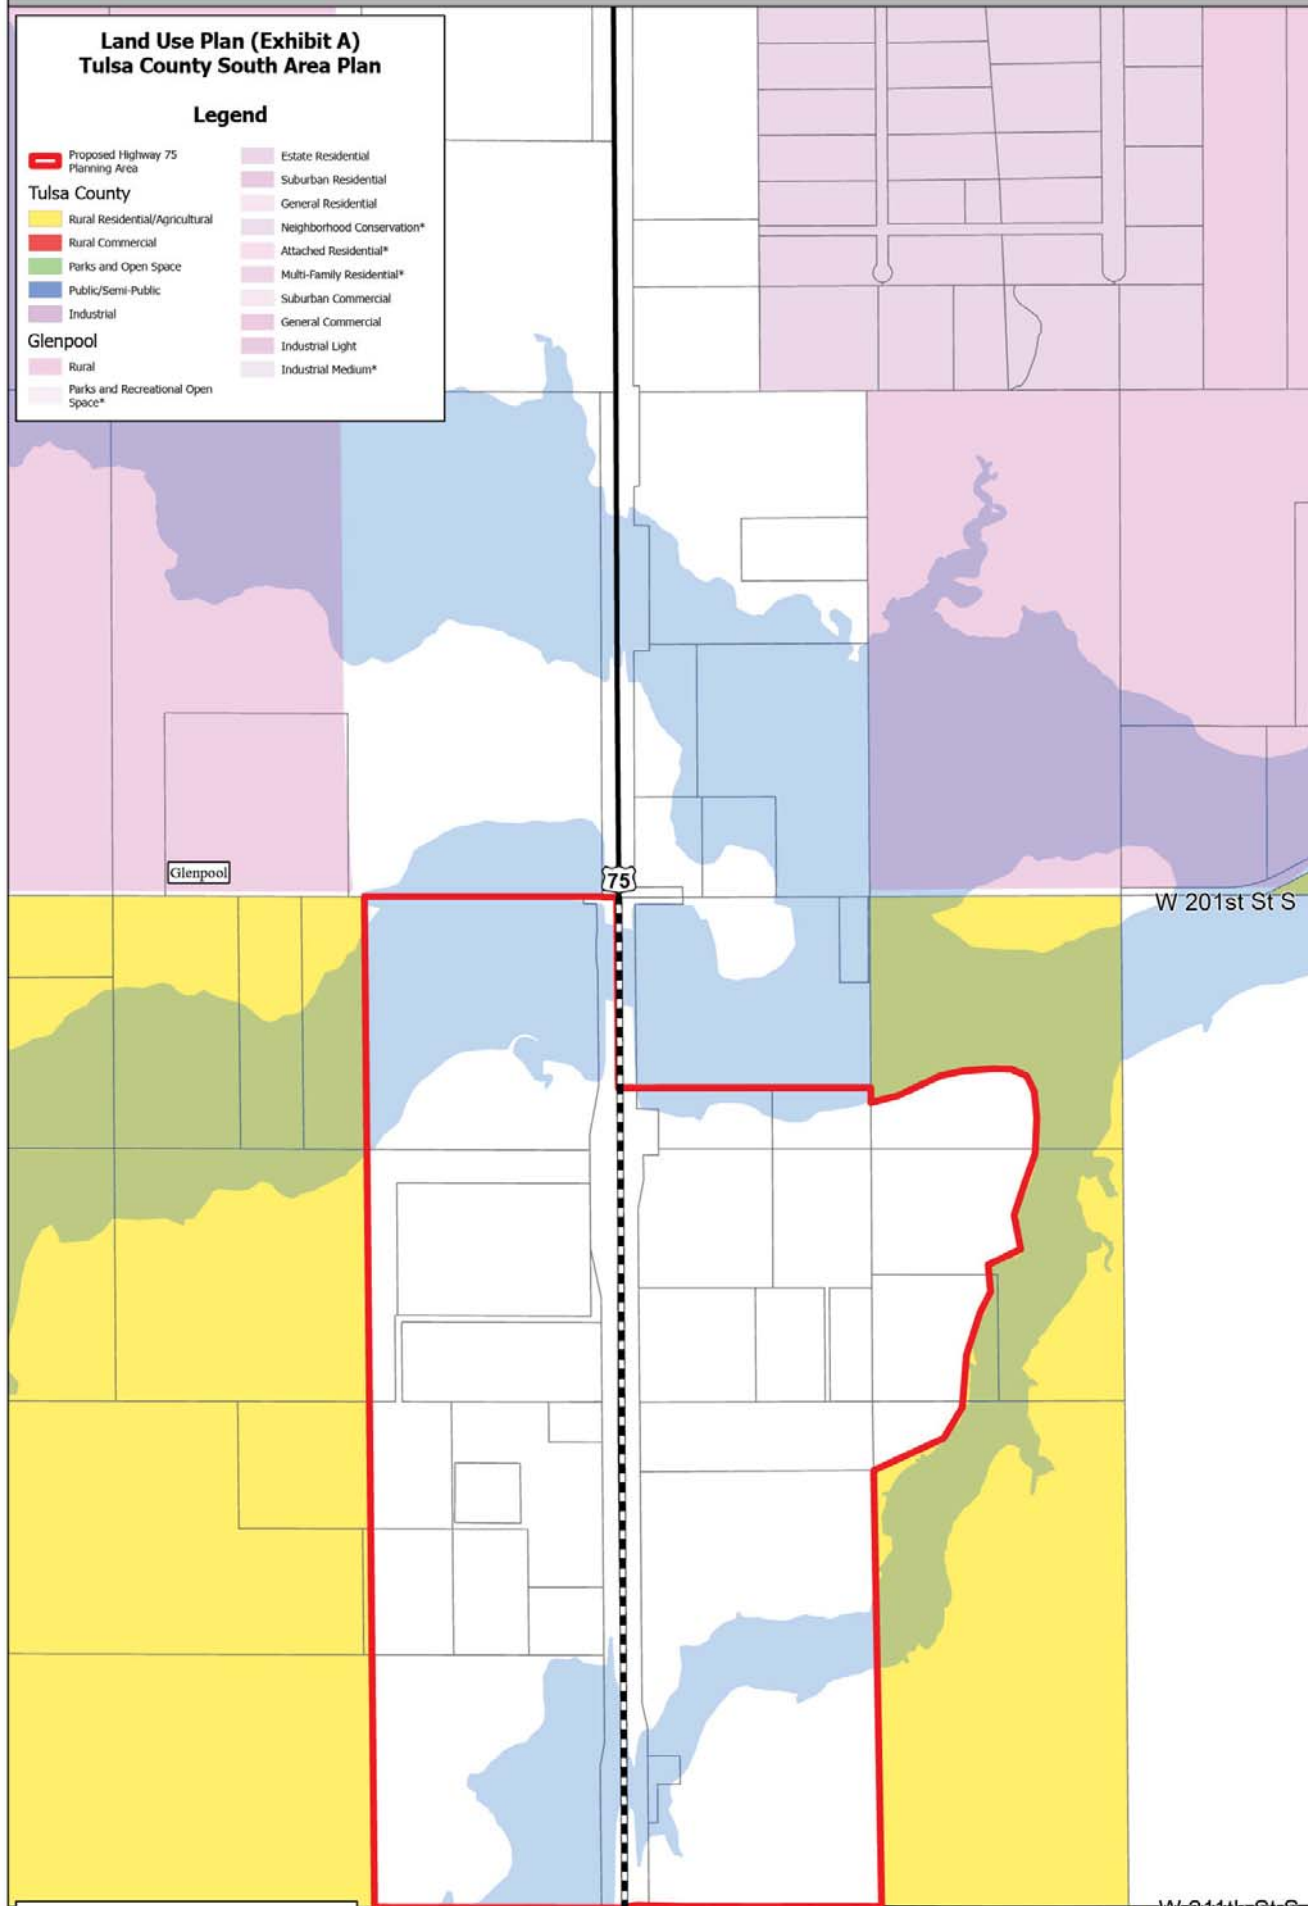 Land Use Plan (Exhibit A)
Tulsa County South Area Plan
Legend
Proposed Highway 75
Planning Area
Tulsa County
Rural Residential/Agricultural
Rural Commercial
Parks and Open Space
Public/Semi-Public
Industrial
Glenpool
Rural
Parks and Recreational Open
Space*
Estate Residential
Suburban Residential
General Residential
Neighborhood Conservation*
Attached Residential*
Multi-Family Residential*
Suburban Commercial
General Commercial
Industrial Light
Industrial Medium*
Glenpool
75
W 201st St S